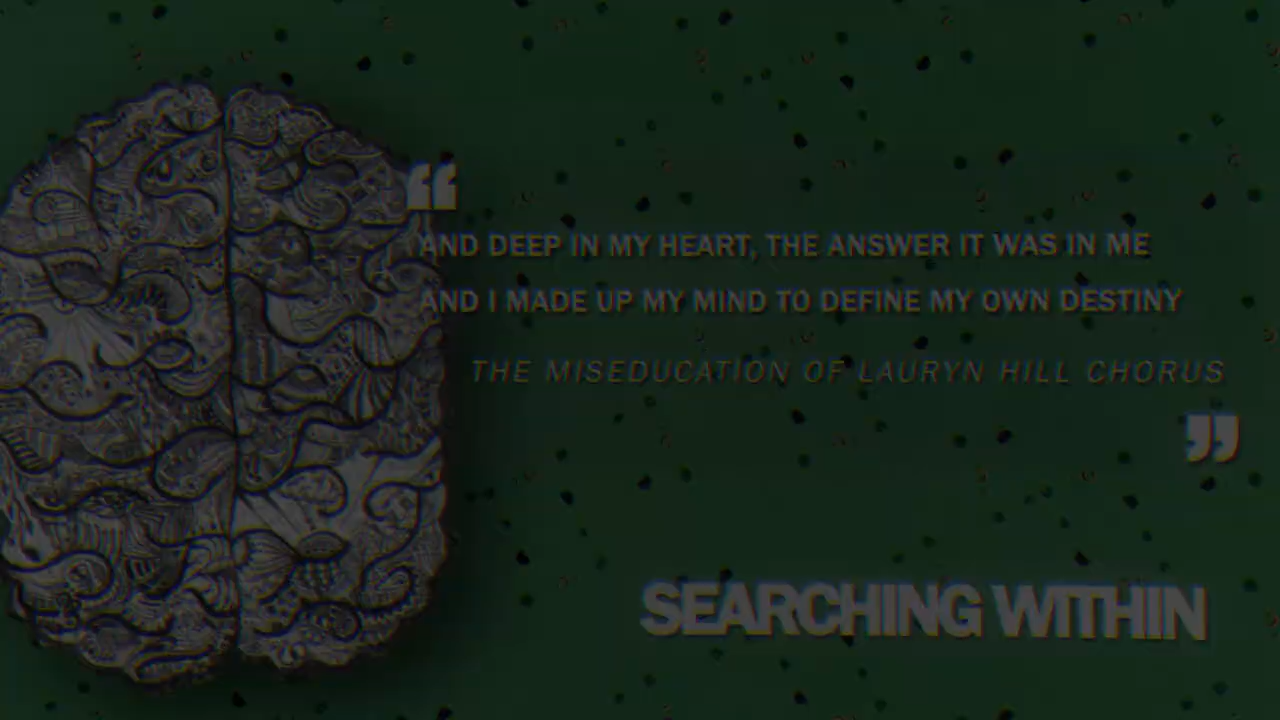 “
AND DEEP IN MY HEART, THE ANSWER IT WAS IN ME
AND I MADE UP MY MIND TO DEFINE MY OWN DESTINY
THE MISEDUCATION OF LAURYN HILL CHORUS
”
SEARCHING WITHIN